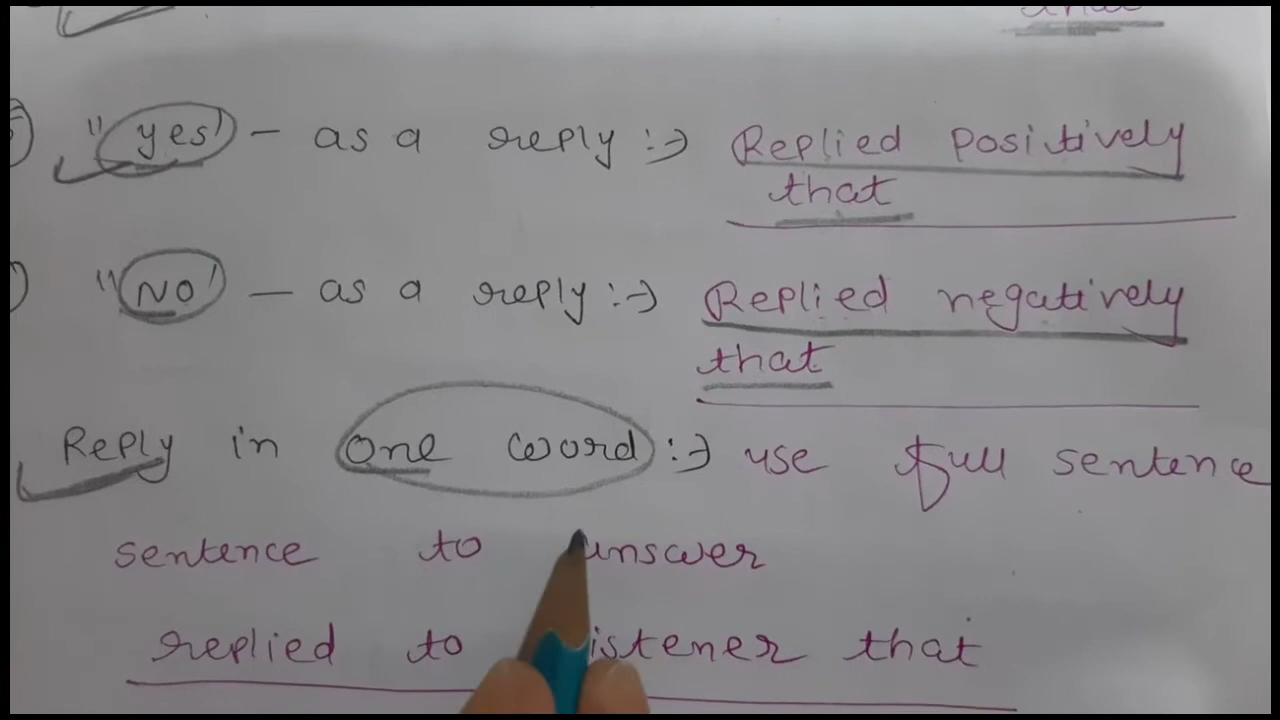 "yes" – as a reply :→ Replied positively
that
"NO" – as a reply :→ Replied negatively
that
Reply in one word :→ use full sentence
sentence to answer
replied to listener that